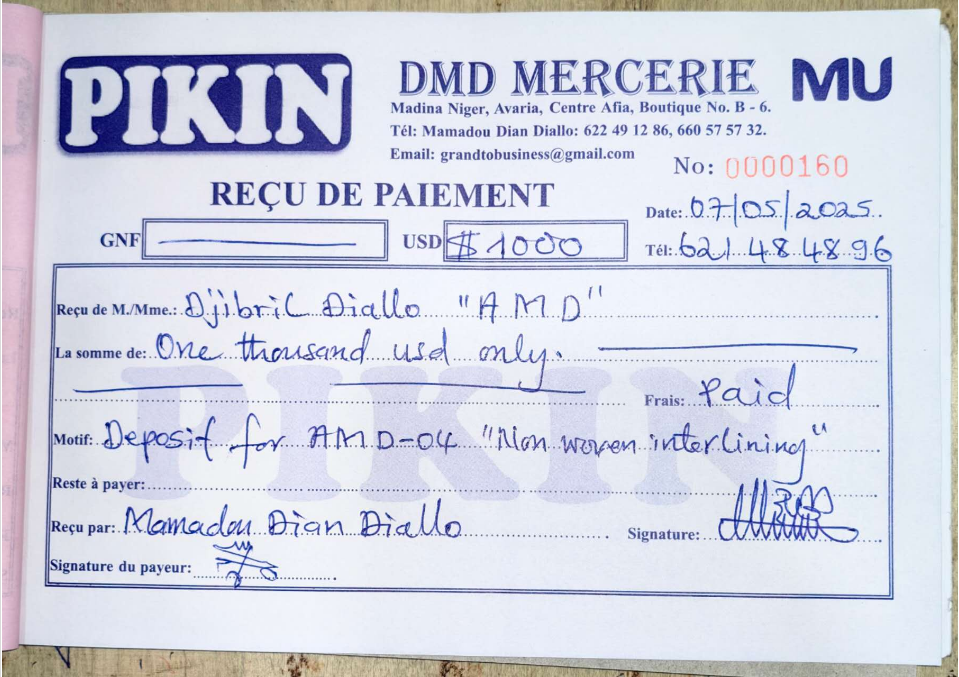 PIKIN
DMD MERCERIE MU
Madina Niger, Avaria, Centre Afia, Boutique No. B - 6.
Tél: Mamadou Dian Diallo: 622 49 12 86, 660 57 57 32.
Email: grandtobusiness@gmail.com
No: 0000160
REÇU DE PAIEMENT
Date: 07/05/2025
GNF USD $ 1000
Tél: 621 48 48 96
Reçu de M./Mme.: Djibril Diallo "AMD"
La somme de: One thousand usd only.
Frais: Paid
Motif: Deposit for AMD-04 "Non woven interlining"
Reste à payer:
Reçu par: Mamadou Dian Diallo
Signature:
Signature du payeur:
PIKIN